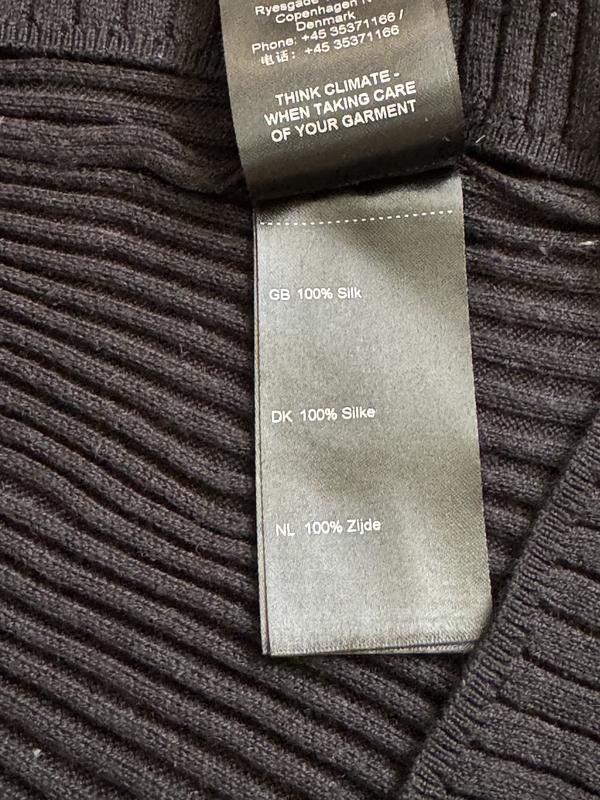 Ryesgade
Copenhagen N
Denmark
Phone: +45 35371166 /
电话: +45 35371166
THINK CLIMATE -
WHEN TAKING CARE
OF YOUR GARMENT
GB 100% Silk
DK 100% Silke
NL 100% Zijde